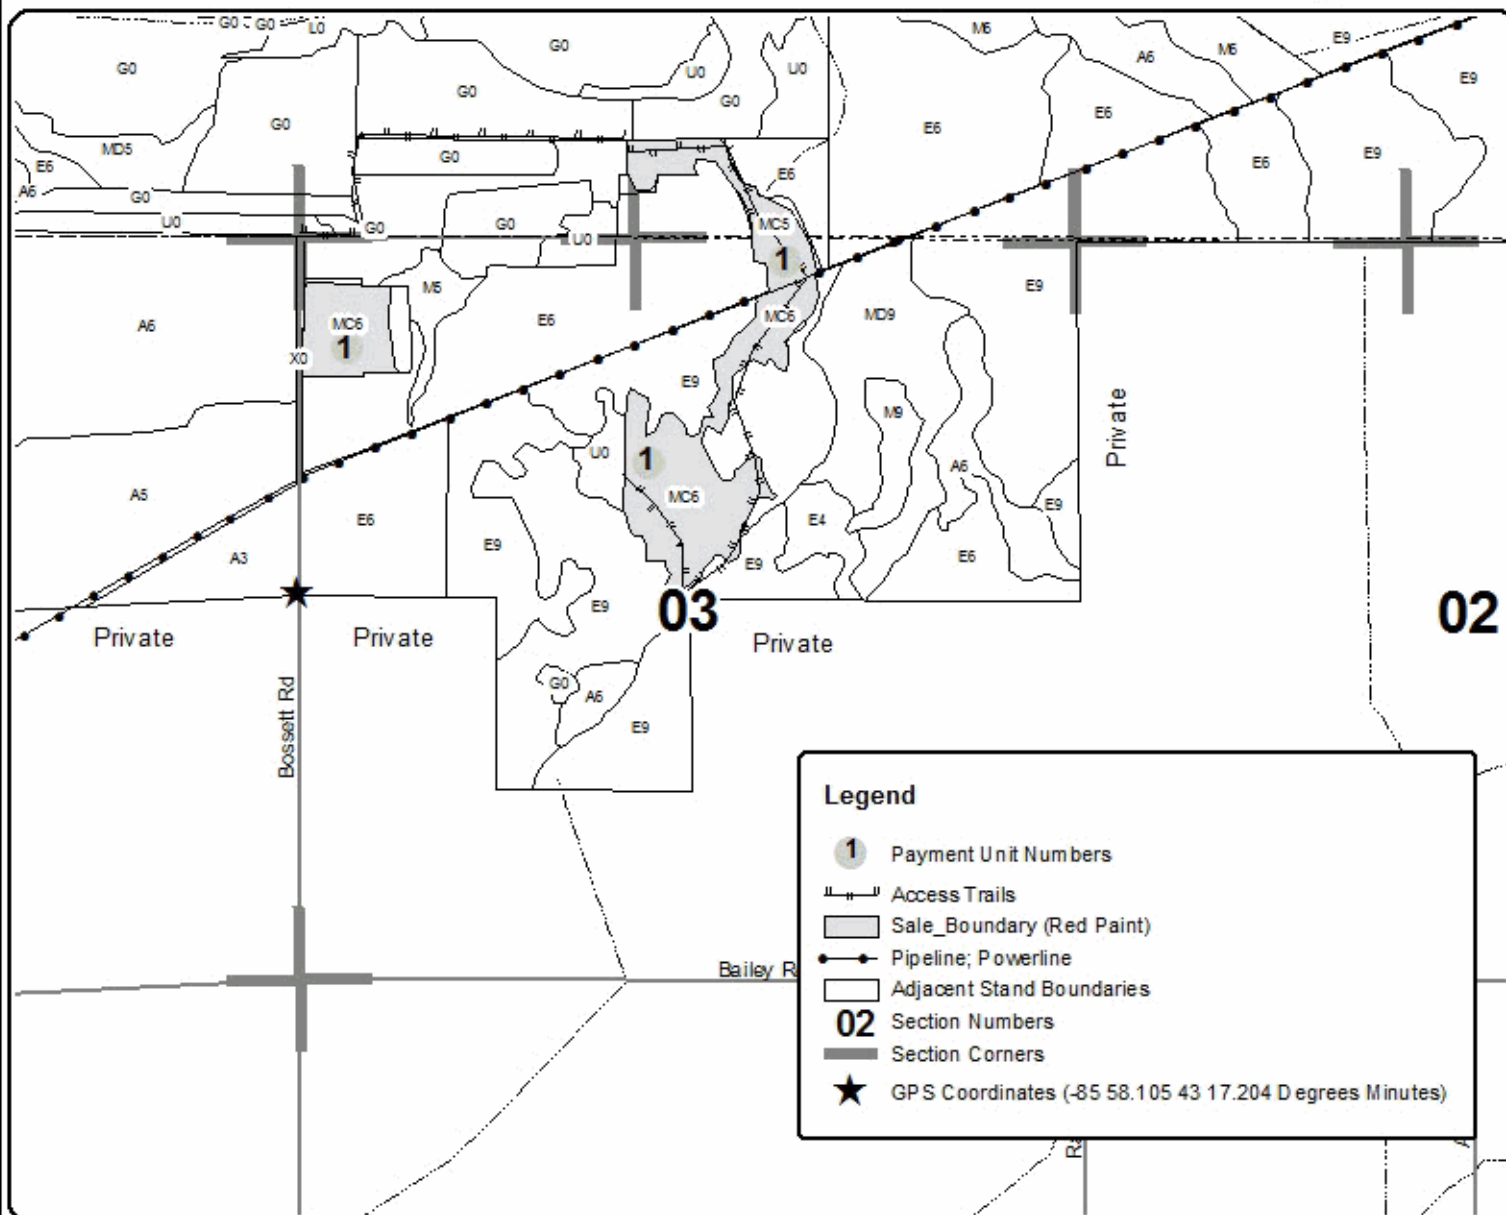 G0
G0
L0
G0
M6
E9
G0
U0
U0
A6
M6
E9
G0
G0
G0
G0
E6
E6
MD5
G0
E6
E9
E6
E6
A6
G0
U0
G0
G0
MC5
U0
1
M5
E9
A6
MC6
E6
MC6
MD9
1
X0
E9
M9
Private
U0
1
A6
A5
MC6
E9
E6
E4
E9
A3
E9
E6
E9
03
02
Private
Private
Private
G0
A6
E9
Bossett Rd
Bailey R
Legend
1 Payment Unit Numbers
Access Trails
Sale_Boundary (Red Paint)
Pipeline; Powerline
Adjacent Stand Boundaries
02 Section Numbers
Section Corners
GPS Coordinates (-85 58.105 43 17.204 Degrees Minutes)